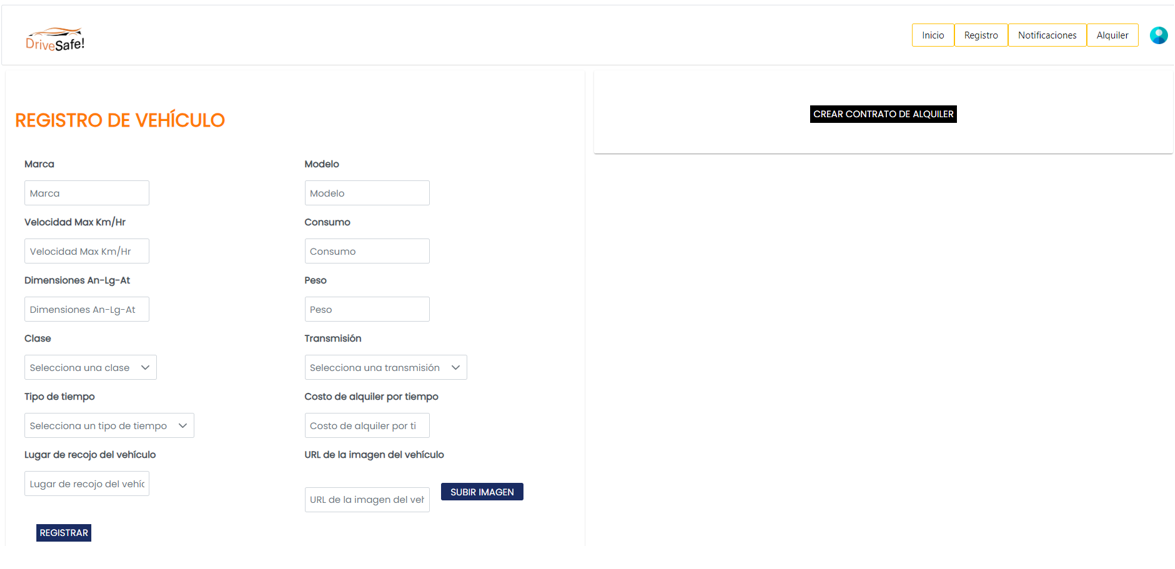 DriveSafe!
Inicio
Registro
Notificaciones
Alquiler
REGISTRO DE VEHÍCULO
Marca
Modelo
Marca
Modelo
Velocidad Max Km/Hr
Consumo
Velocidad Max Km/Hr
Consumo
Dimensiones An-Lg-At
Peso
Dimensiones An-Lg-At
Peso
Clase
Transmisión
Selecciona una clase
Selecciona una transmisión
Tipo de tiempo
Costo de alquiler por tiempo
Selecciona un tipo de tiempo
Costo de alquiler por ti
Lugar de recojo del vehículo
URL de la imagen del vehículo
Lugar de recojo del vehíc
URL de la imagen del veh
SUBIR IMAGEN
REGISTRAR
CREAR CONTRATO DE ALQUILER